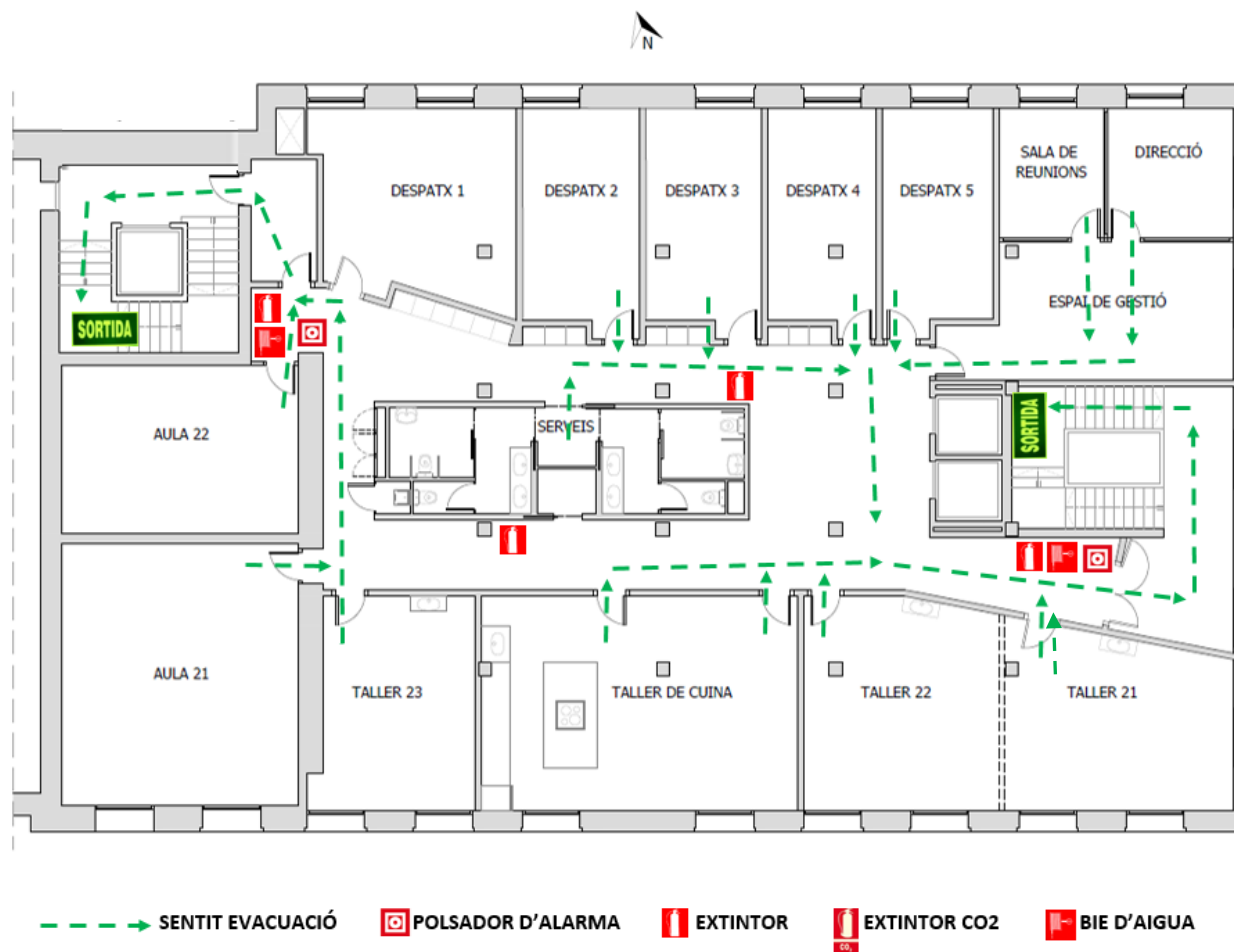 N
DESPATX 1
DESPATX 2
DESPATX 3
DESPATX 4
DESPATX 5
SALA DE
REUNIONS
DIRECCIÓ
ESPAI DE GESTIÓ
SORTIDA
AULA 22
SERVEIS
SORTIDA
AULA 21
TALLER 23
TALLER DE CUINA
TALLER 22
TALLER 21
SENTIT EVACUACIÓ
POLSADOR D'ALARMA
EXTINTOR
CO₂
EXTINTOR CO2
BIE D'AIGUA